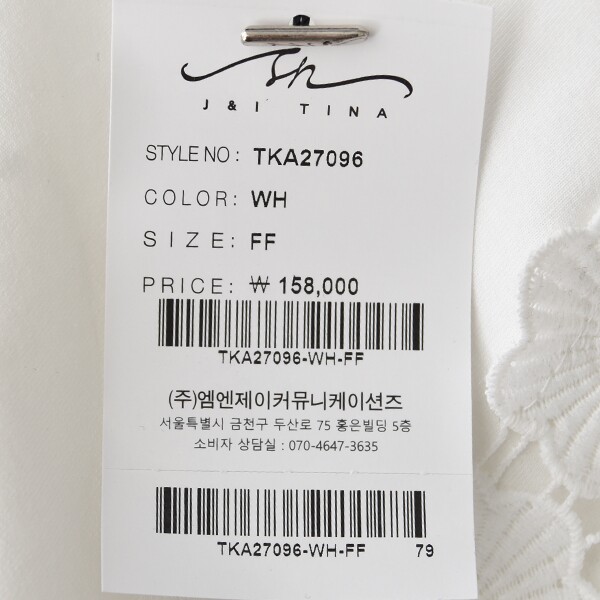 J & I TINA
STYLE NO : TKA27096
COLOR: WH
SIZE: FF
PRICE: ₩ 158,000
TKA27096-WH-FF
(주)엠엔제이커뮤니케이션즈
서울특별시 금천구 두산로 75 홍은빌딩 5층
소비자 상담실 : 070-4647-3635
TKA27096-WH-FF 79